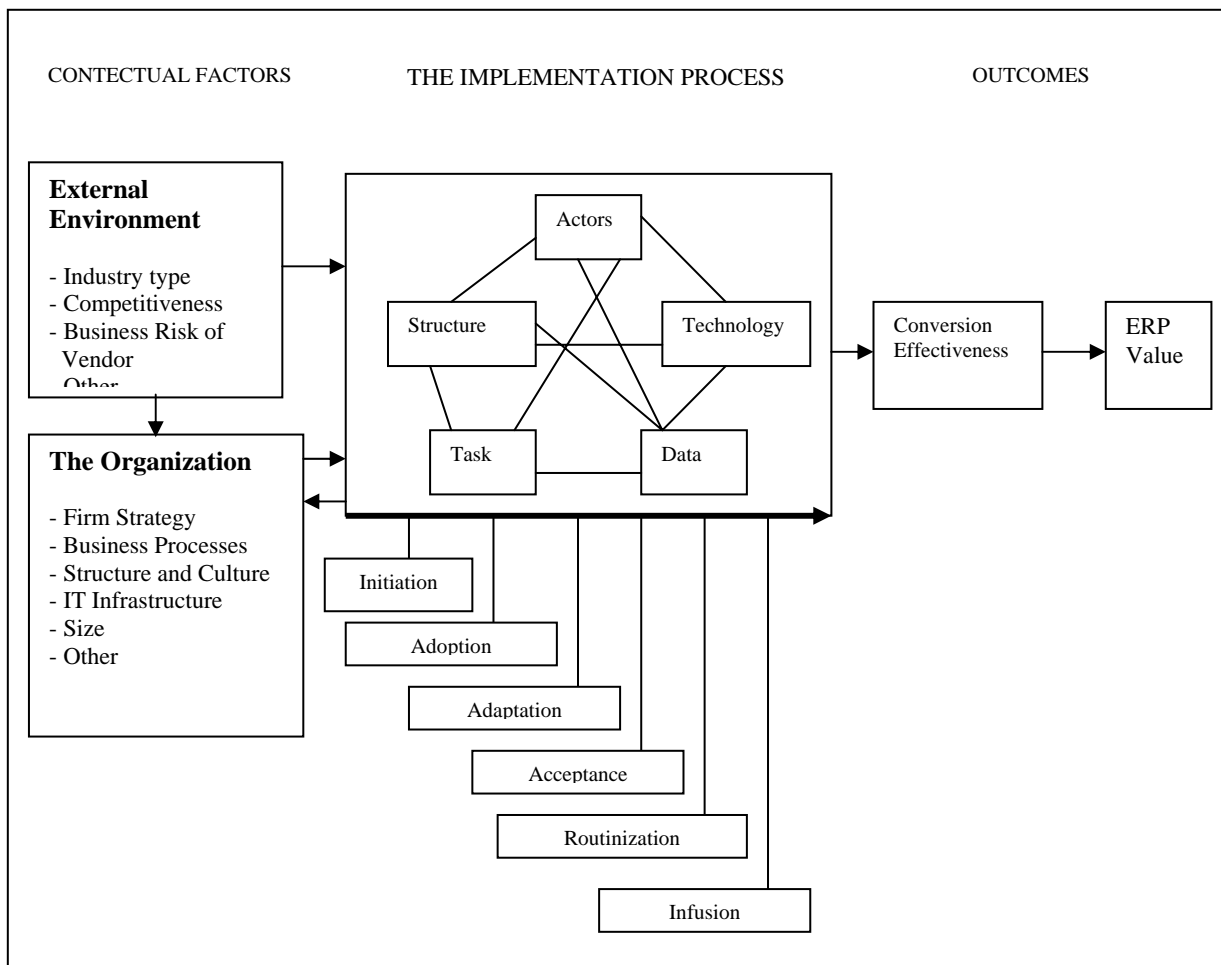 CONTECTUAL FACTORS
THE IMPLEMENTATION PROCESS
OUTCOMES
External
Environment
- Industry type
- Competitiveness
- Business Risk of
Vendor
- Other
The Organization
- Firm Strategy
- Business Processes
- Structure and Culture
- IT Infrastructure
- Size
- Other
Actors
Structure
Technology
Task
Data
Initiation
Adoption
Adaptation
Acceptance
Routinization
Infusion
Conversion
Effectiveness
ERP
Value